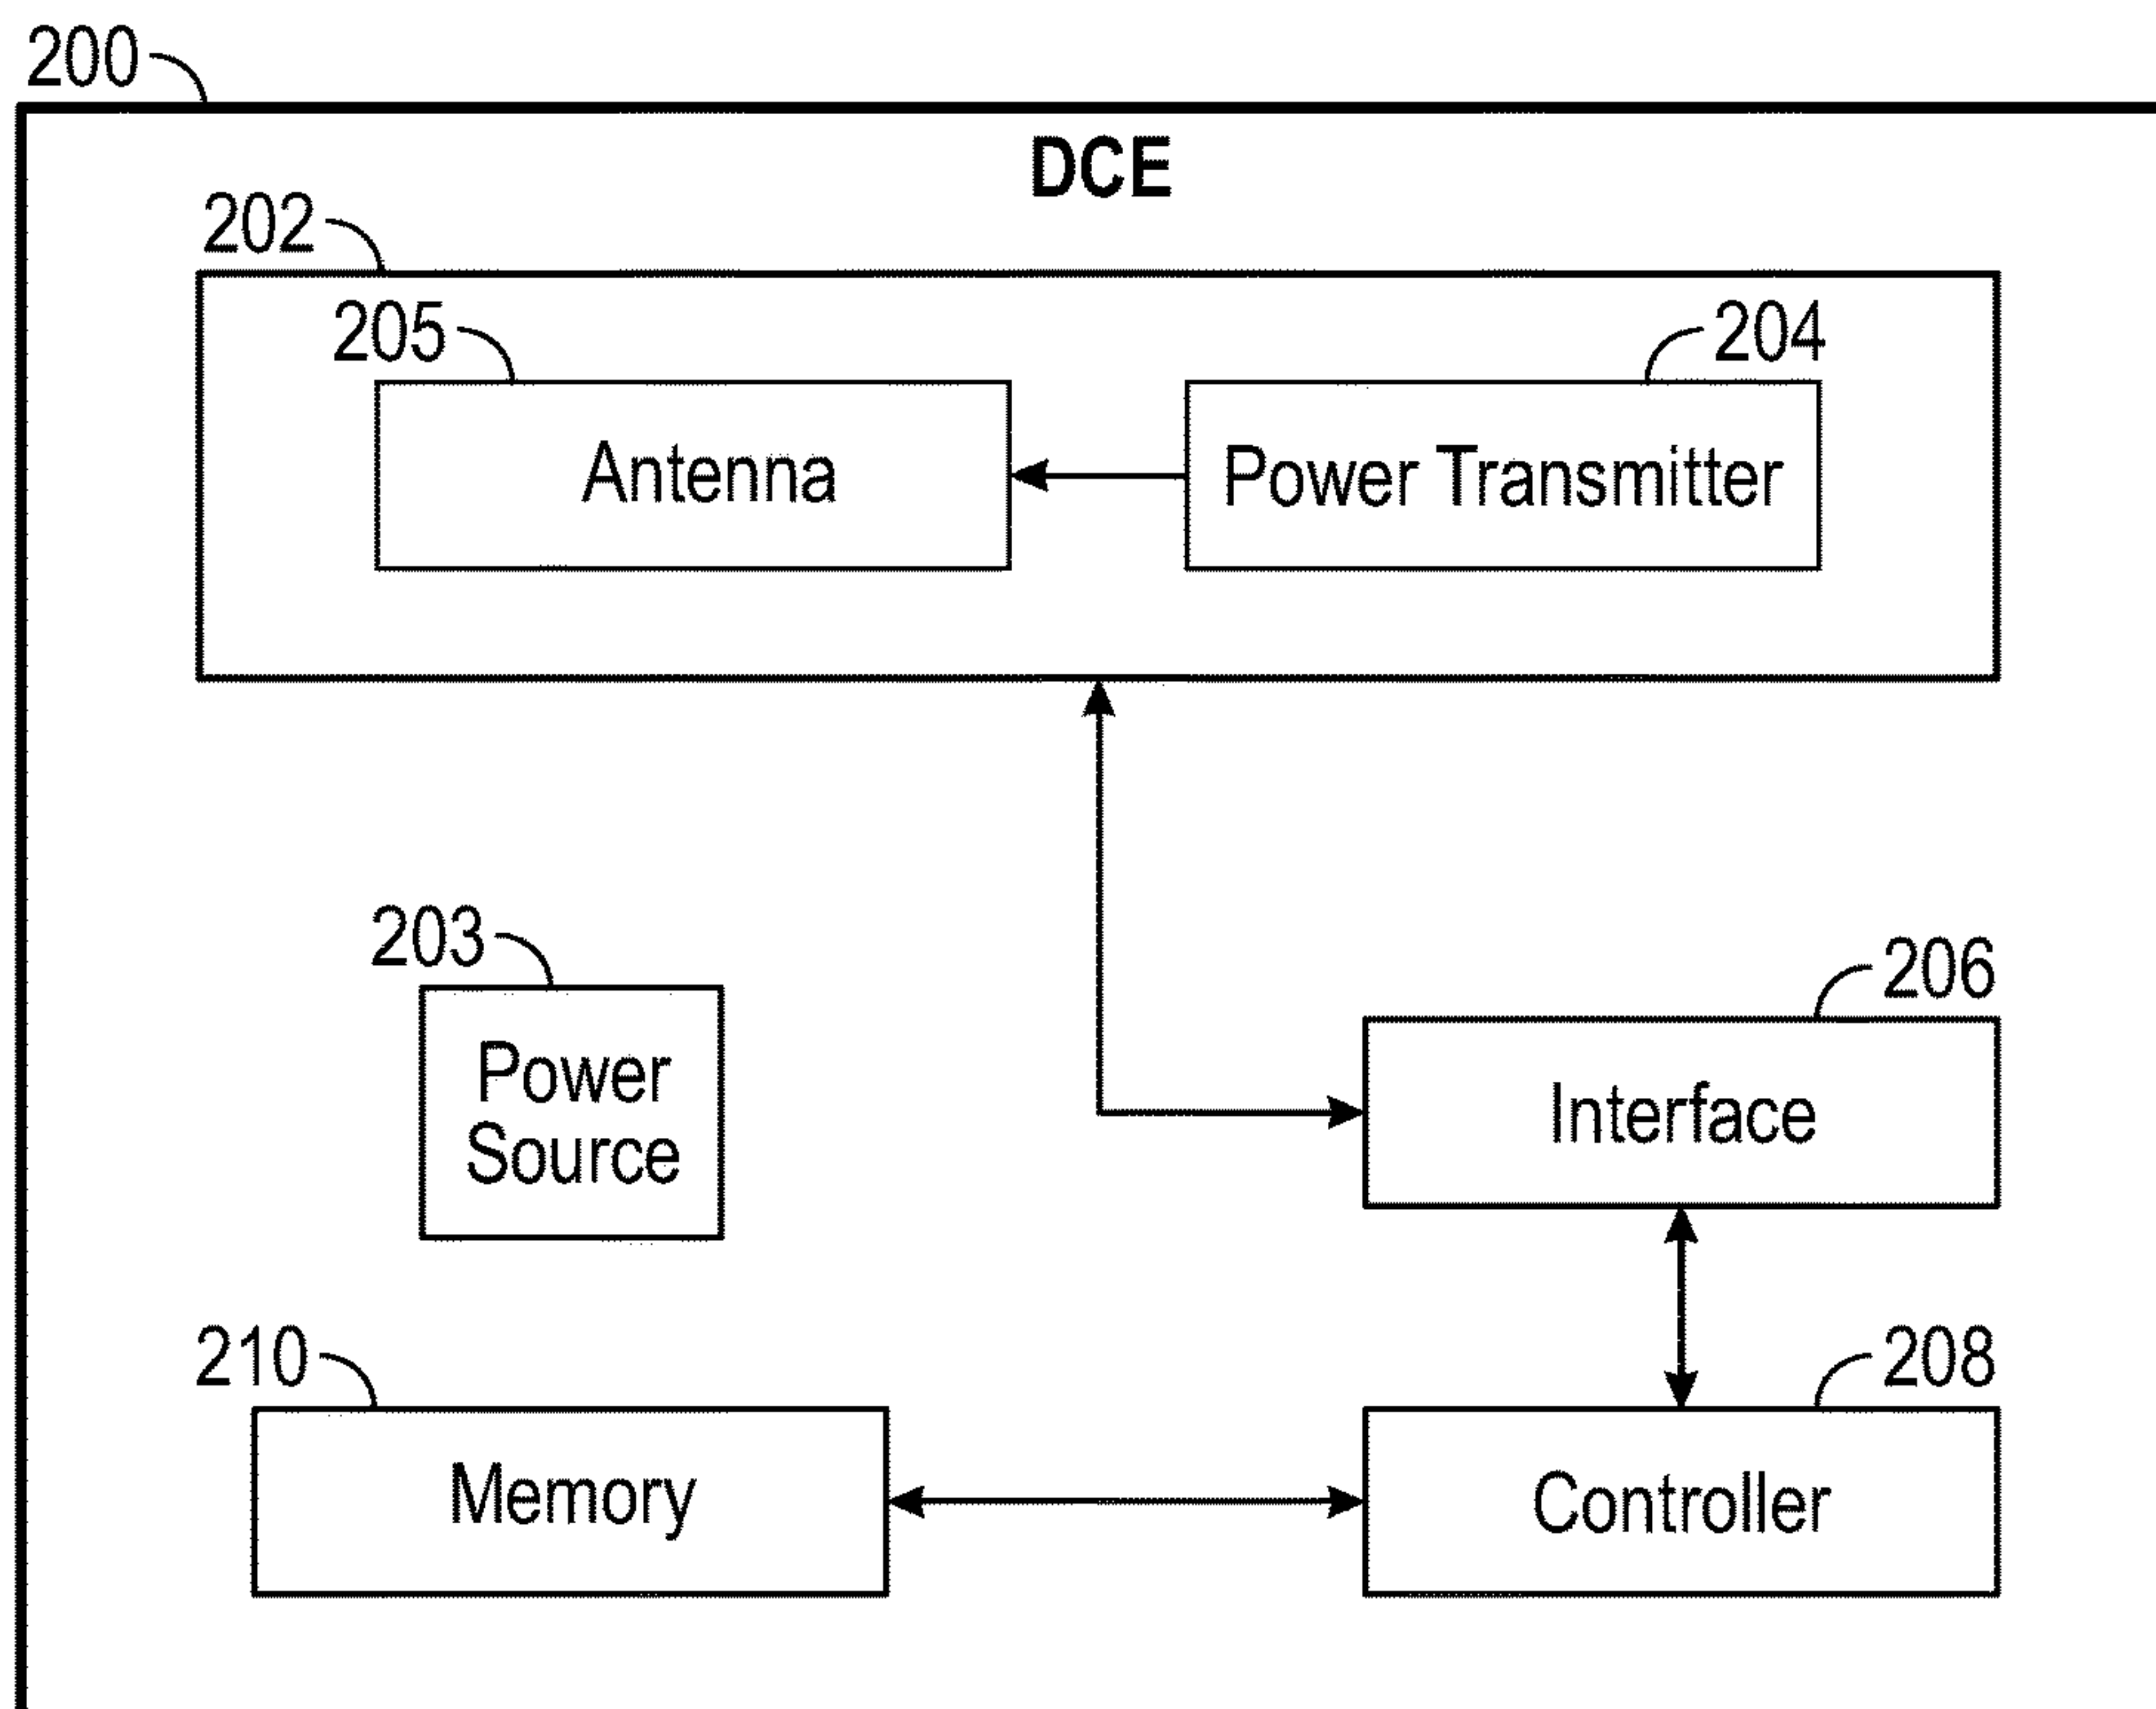 200
DCE
202
205
204
Antenna
Power Transmitter
203
206
Power
Source
Interface
210
208
Memory
Controller